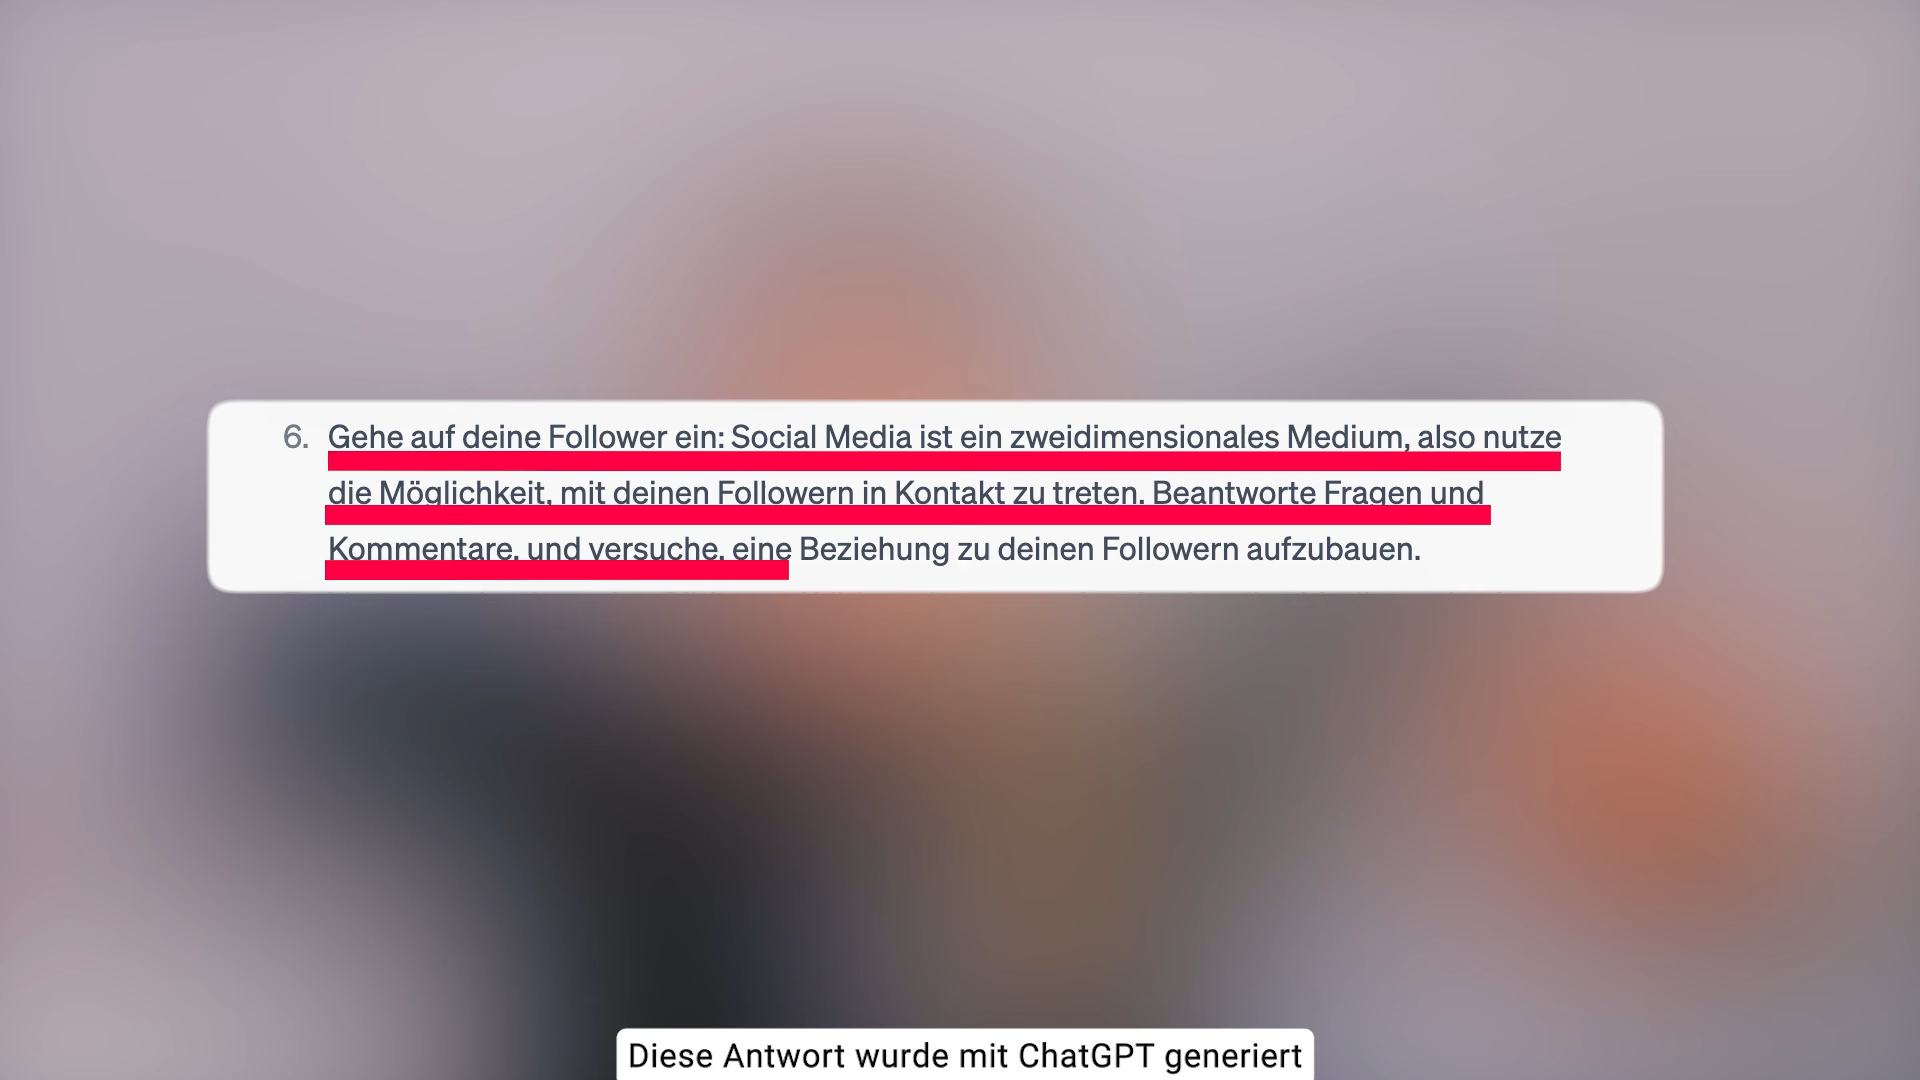 6. Gehe auf deine Follower ein: Social Media ist ein zweidimensionales Medium, also nutze
die Möglichkeit, mit deinen Followern in Kontakt zu treten. Beantworte Fragen und
Kommentare, und versuche, eine Beziehung zu deinen Followern aufzubauen.
Diese Antwort wurde mit ChatGPT generiert